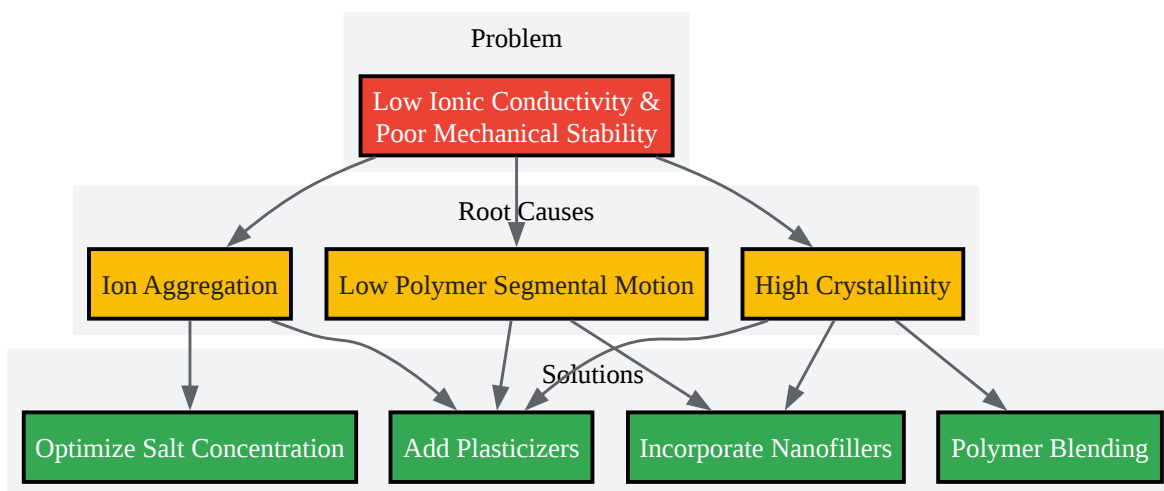 Problem
Low Ionic Conductivity &
Poor Mechanical Stability
Root Causes
Ion Aggregation
Low Polymer Segmental Motion
High Crystallinity
Solutions
Optimize Salt Concentration
Add Plasticizers
Incorporate Nanofillers
Polymer Blending